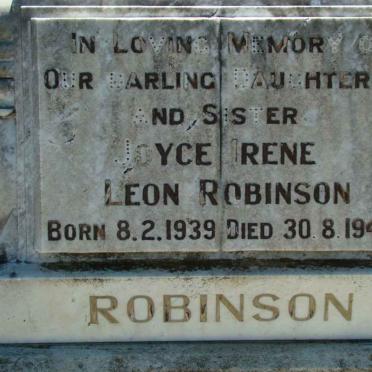 IN LOVING MEMORY O
OUR DARLING DAUGHTER
AND SISTER
JOYCE IRENE
LEON ROBINSON
BORN 8.2.1939 DIED 30.8.194
ROBINSON